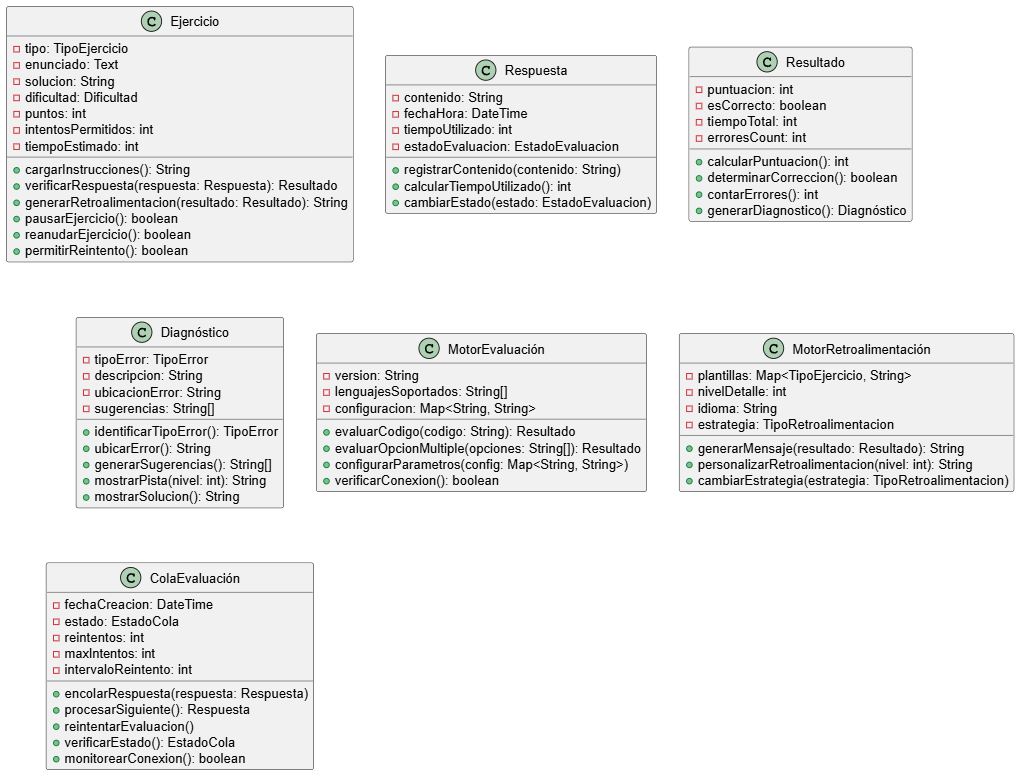 C Ejercicio
tipo: TipoEjercicio
enunciado: Text
solucion: String
dificultad: Dificultad
puntos: int
intentosPermitidos: int
tiempoEstimado: int
cargarInstrucciones(): String
verificarRespuesta(respuesta: Respuesta): Resultado
generarRetroalimentacion(resultado: Resultado): String
pausarEjercicio(): boolean
reanudarEjercicio(): boolean
permitirReintento(): boolean
C Respuesta
contenido: String
fechaHora: DateTime
tiempoUtilizado: int
estadoEvaluacion: EstadoEvaluacion
registrarContenido(contenido: String)
calcularTiempoUtilizado(): int
cambiarEstado(estado: EstadoEvaluacion)
C Resultado
puntuacion: int
esCorrecto: boolean
tiempoTotal: int
erroresCount: int
calcularPuntuacion(): int
determinarCorreccion(): boolean
contarErrores(): int
generarDiagnostico(): Diagnóstico
C Diagnóstico
tipoError: TipoError
descripcion: String
ubicacionError: String
sugerencias: String[]
identificarTipoError(): TipoError
ubicarError(): String
generarSugerencias(): String[]
mostrarPista(nivel: int): String
mostrarSolucion(): String
C MotorEvaluación
version: String
lenguajesSoportados: String[]
configuracion: Map<String, String>
evaluarCodigo(codigo: String): Resultado
evaluarOpcionMultiple(opciones: String[]): Resultado
configurarParametros(config: Map<String, String>)
verificarConexion(): boolean
C MotorRetroalimentación
plantillas: Map<TipoEjercicio, String>
nivelDetalle: int
idioma: String
estrategia: TipoRetroalimentacion
generarMensaje(resultado: Resultado): String
personalizarRetroalimentacion(nivel: int): String
cambiarEstrategia(estrategia: TipoRetroalimentacion)
C ColaEvaluación
fechaCreacion: DateTime
estado: EstadoCola
reintentos: int
maxIntentos: int
intervaloReintento: int
encolarRespuesta(respuesta: Respuesta)
procesarSiguiente(): Respuesta
reintentarEvaluacion()
verificarEstado(): EstadoCola
monitorearConexion(): boolean